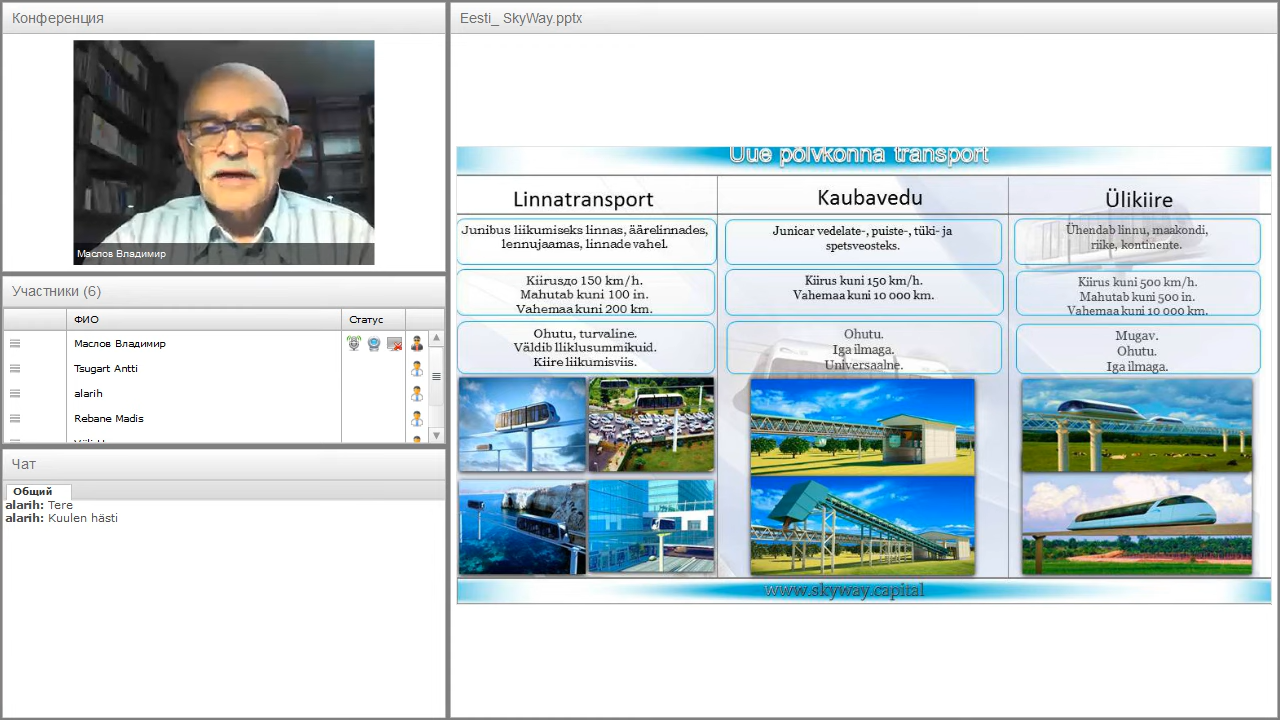 Конференция
Маслов Владимир
Участники (6)
ФИО
Статус
Маслов Владимир
Tsugart Antti
alarih
Rebane Madis
Чат
Общий
alarih: Tere
alarih: Kuulen hästi
Eesti_ SkyWay.pptx
Uue põlvkonna transport
Linnatransport
Junibus liikumiseks linnas, äärelinnades,
lennujaamas, linnade vahel.
Kiirusдo 150 km/h.
Mahutab kuni 100 in.
Vahemaa kuni 200 km.
Ohutu, turvaline.
Väldib lliklusummikuid.
Kiire liikumisviis.
Kaubavedu
Junicar vedelate-, puiste-, tüki- ja
spetsveosteks.
Kiirus kuni 150 km/h.
Vahemaa kuni 10 000 km.
Ohutu.
Iga ilmaga.
Universaalne.
Ülikiire
Ühendab linnu, maakondi,
riike, kontinente.
Kiirus kuni 500 km/h.
Mahutab kuni 500 in.
Vahemaa kuni 10 000 km.
Mugav.
Ohutu.
Iga ilmaga.
www.skyway.capital